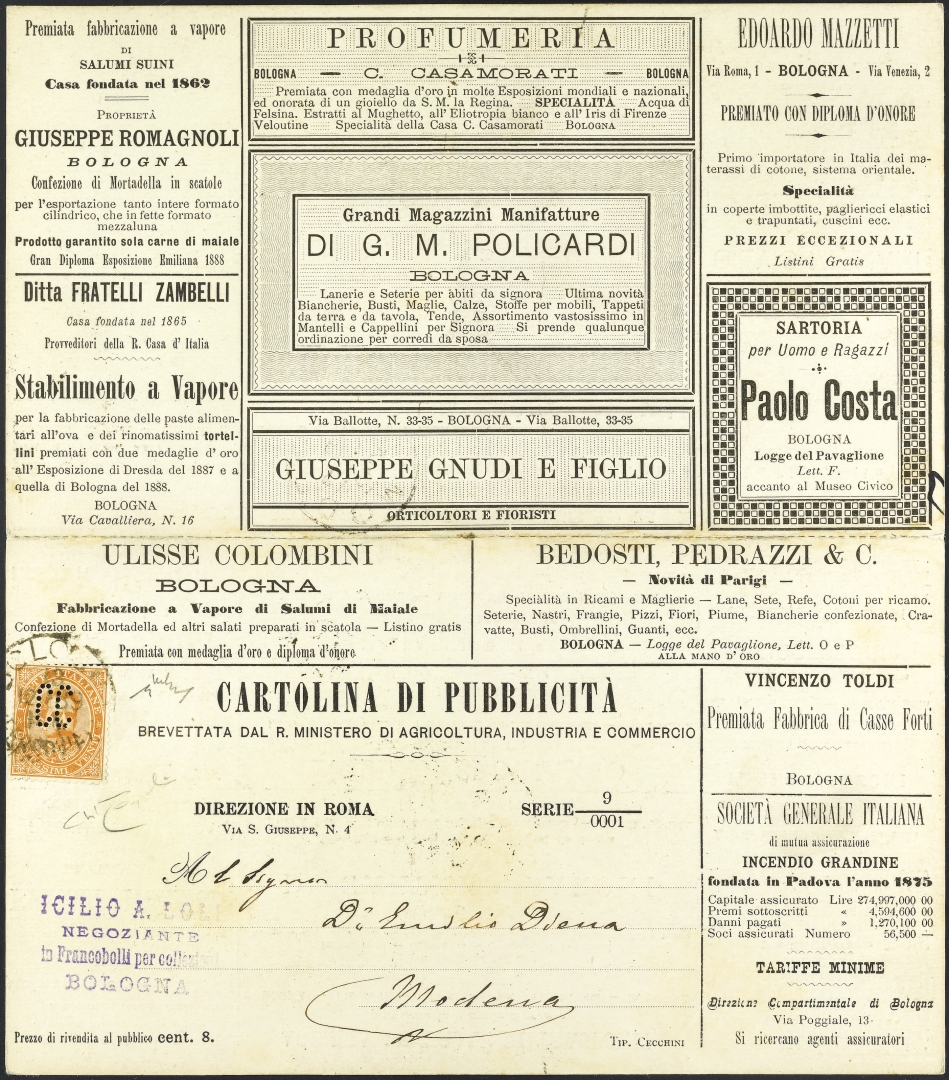 Premiata fabbricazione a vapore
DI
SALUMI SUINI
Casa fondata nel 1862
PROPRIETÀ
GIUSEPPE ROMAGNOLI
BOLOGNA
Confezione di Mortadella in scatole
per l'esportazione tanto intere formato
cilindrico, che in fette formato
mezzaluna
Prodotto garantito sola carne di maiale
Gran Diploma Esposizione Emiliana 1888
Ditta FRATELLI ZAMBELLI
Casa fondata nel 1865
Provveditori della R. Casa d'Italia
Stabilimento a Vapore
per la fabbricazione delle paste alimen-
tari all'ova e dei rinomatissimi tortel-
lini premiati con due medaglie d'oro
all'Esposizione di Dresda del 1887 e a
quella di Bologna del 1888.
BOLOGNA
Via Cavalliera, N. 16
PROFUMERIA
BOLOGNA — C. CASAMORATI — BOLOGNA
Premiata con medaglia d'oro in molte Esposizioni mondiali e nazionali,
ed onorata di un gioiello da S. M. la Regina. SPECIALITÀ Acqua di
Felsina. Estratti al Mughetto, all'Eliotropia bianco e all'Iris di Firenze
Veloutine Specialità della Casa C. Casamorati BOLOGNA
Grandi Magazzini Manifatture
DI G. M. POLICARDI
BOLOGNA
Lanerie e Seterie per abiti da signora Ultima novità
Biancherie, Busti, Maglie, Calze, Stoffe per mobili, Tappeti
da terra e da tavola, Tende, Assortimento vastosissimo in
Mantelli e Cappellini per Signora Si prende qualunque
ordinazione per corredi da sposa
Via Ballotte, N. 33-35 - BOLOGNA - Via Ballotte, 33-35
GIUSEPPE GNUDI E FIGLIO
ORTICOLTORI E FIORISTI
EDOARDO MAZZETTI
Via Roma, 1 - BOLOGNA - Via Venezia, 2
PREMIATO CON DIPLOMA D'ONORE
Primo importatore in Italia dei ma-
terassi di cotone, sistema orientale.
Specialità
in coperte imbottite, pagliericci elastici
e trapuntati, cuscini ecc.
PREZZI ECCEZIONALI
Listini Gratis
SARTORIA
per Uomo e Ragazzi
Paolo Costa
BOLOGNA
Logge del Pavaglione
Lett. F.
accanto al Museo Civico
ULISSE COLOMBINI
BOLOGNA
Fabbricazione a Vapore di Salumi di Maiale
Confezione di Mortadella ed altri salati preparati in scatola — Listino gratis
Premiata con medaglia d'oro e diploma d'onore
BEDOSTI, PEDRAZZI & C.
— Novità di Parigi —
Specialità in Ricami e Maglierie — Lane, Sete, Refe, Cotoni per ricamo.
Seterie, Nastri, Frangie, Pizzi, Fiori, Piume, Biancherie confezionate, Cra-
vatte, Busti, Ombrellini, Guanti, ecc.
BOLOGNA — Logge del Pavaglione, Lett. O e P
ALLA MANO D'ORO
CC
CARTOLINA DI PUBBLICITÀ
BREVETTATA DAL R. MINISTERO DI AGRICOLTURA, INDUSTRIA E COMMERCIO
DIREZIONE IN ROMA
VIA S. GIUSEPPE, N. 4
SERIE 9
0001
Al Signor
Dr Emilio Diena
Modena
ICILIO A.
NEGOZIANTE
in Francobolli per
BOLOGNA
Prezzo di rivendita al pubblico cent. 8.
TIP. CECCHINI
VINCENZO TOLDI
Premiata Fabbrica di Casse Forti
BOLOGNA
SOCIETÀ GENERALE ITALIANA
di mutua assicurazione
INCENDIO GRANDINE
fondata in Padova l'anno 1875
Capitale assicurato Lire 274,997,000 00
Premi sottoscritti « 4,594,600 00
Danni pagati » 1,270,100 00
Soci assicurati Numero 56,500 —
TARIFFE MINIME
Direzione Compartimentale di Bologna
Via Poggiale, 13
Si ricercano agenti assicuratori